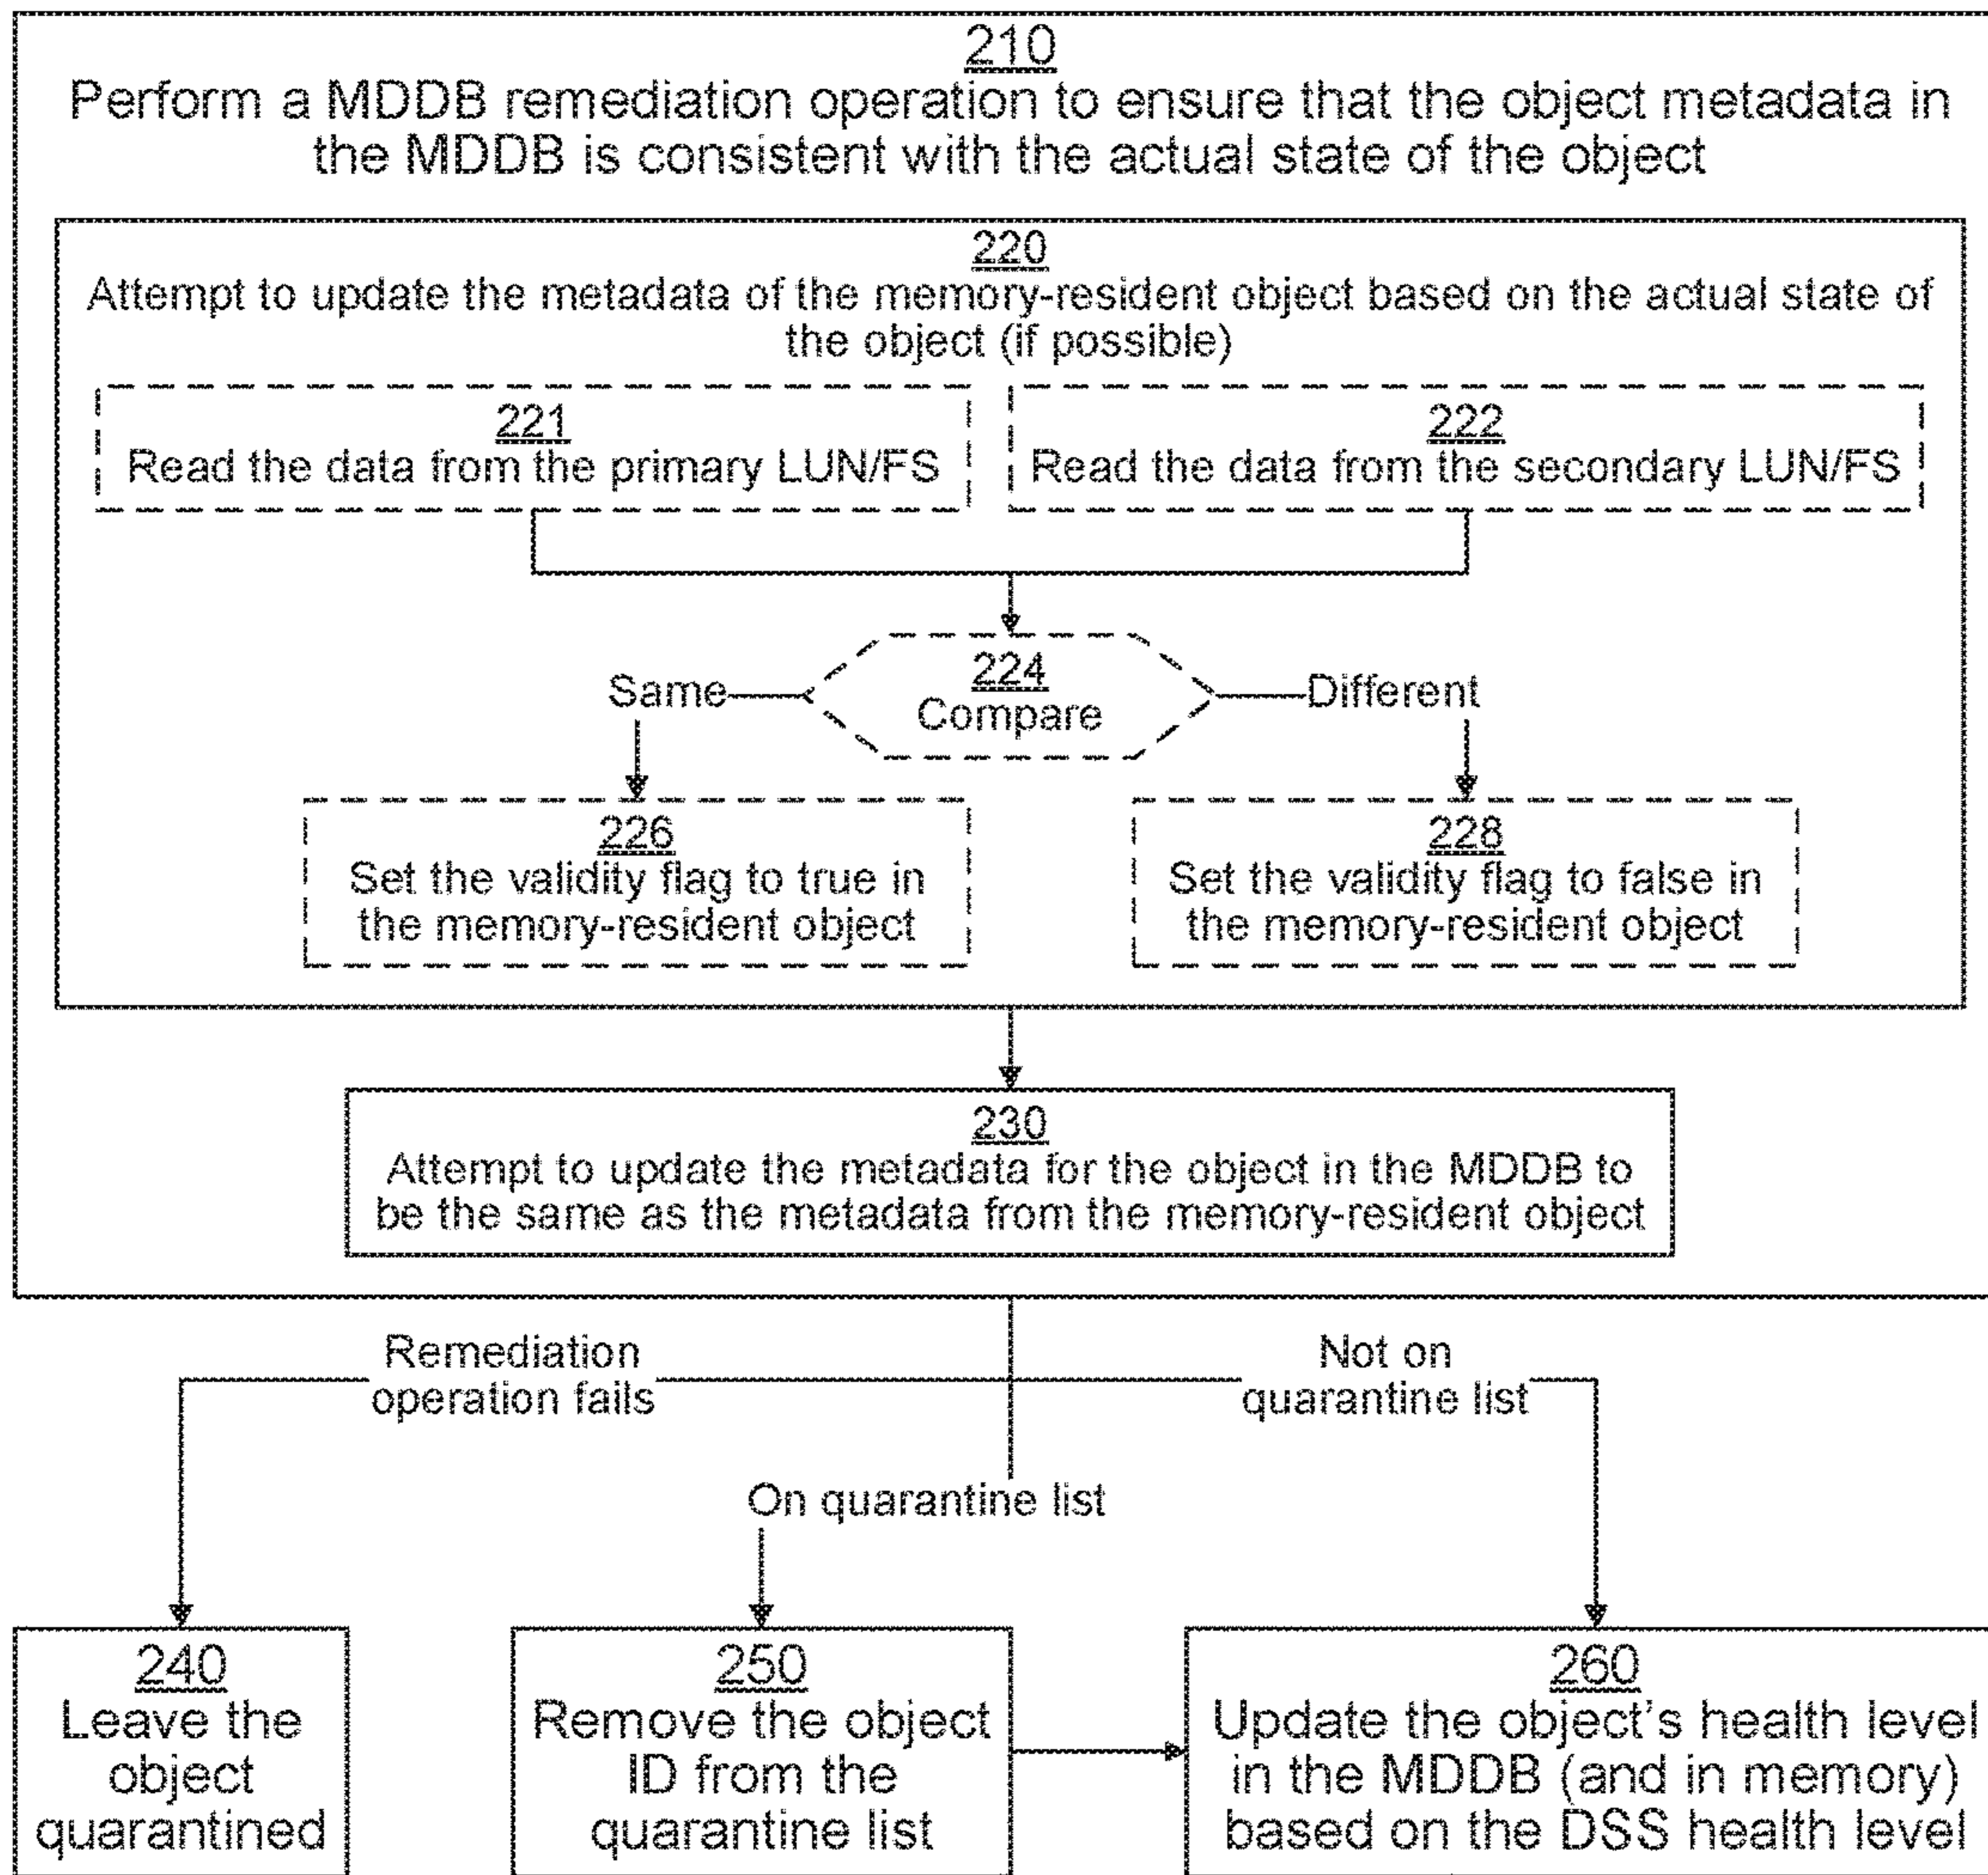 210
Perform a MDDB remediation operation to ensure that the object metadata in
the MDDB is consistent with the actual state of the object
220
Attempt to update the metadata of the memory-resident object based on the actual state of
the object (if possible)
221
Read the data from the primary LUN/FS
222
Read the data from the secondary LUN/FS
224
Compare
Same
Different
226
Set the validity flag to true in
the memory-resident object
228
Set the validity flag to false in
the memory-resident object
230
Attempt to update the metadata for the object in the MDDB to
be the same as the metadata from the memory-resident object
Remediation
operation fails
Not on
quarantine list
On quarantine list
240
Leave the
object
quarantined
250
Remove the object
ID from the
quarantine list
260
Update the object's health level
in the MDDB (and in memory)
based on the DSS health level